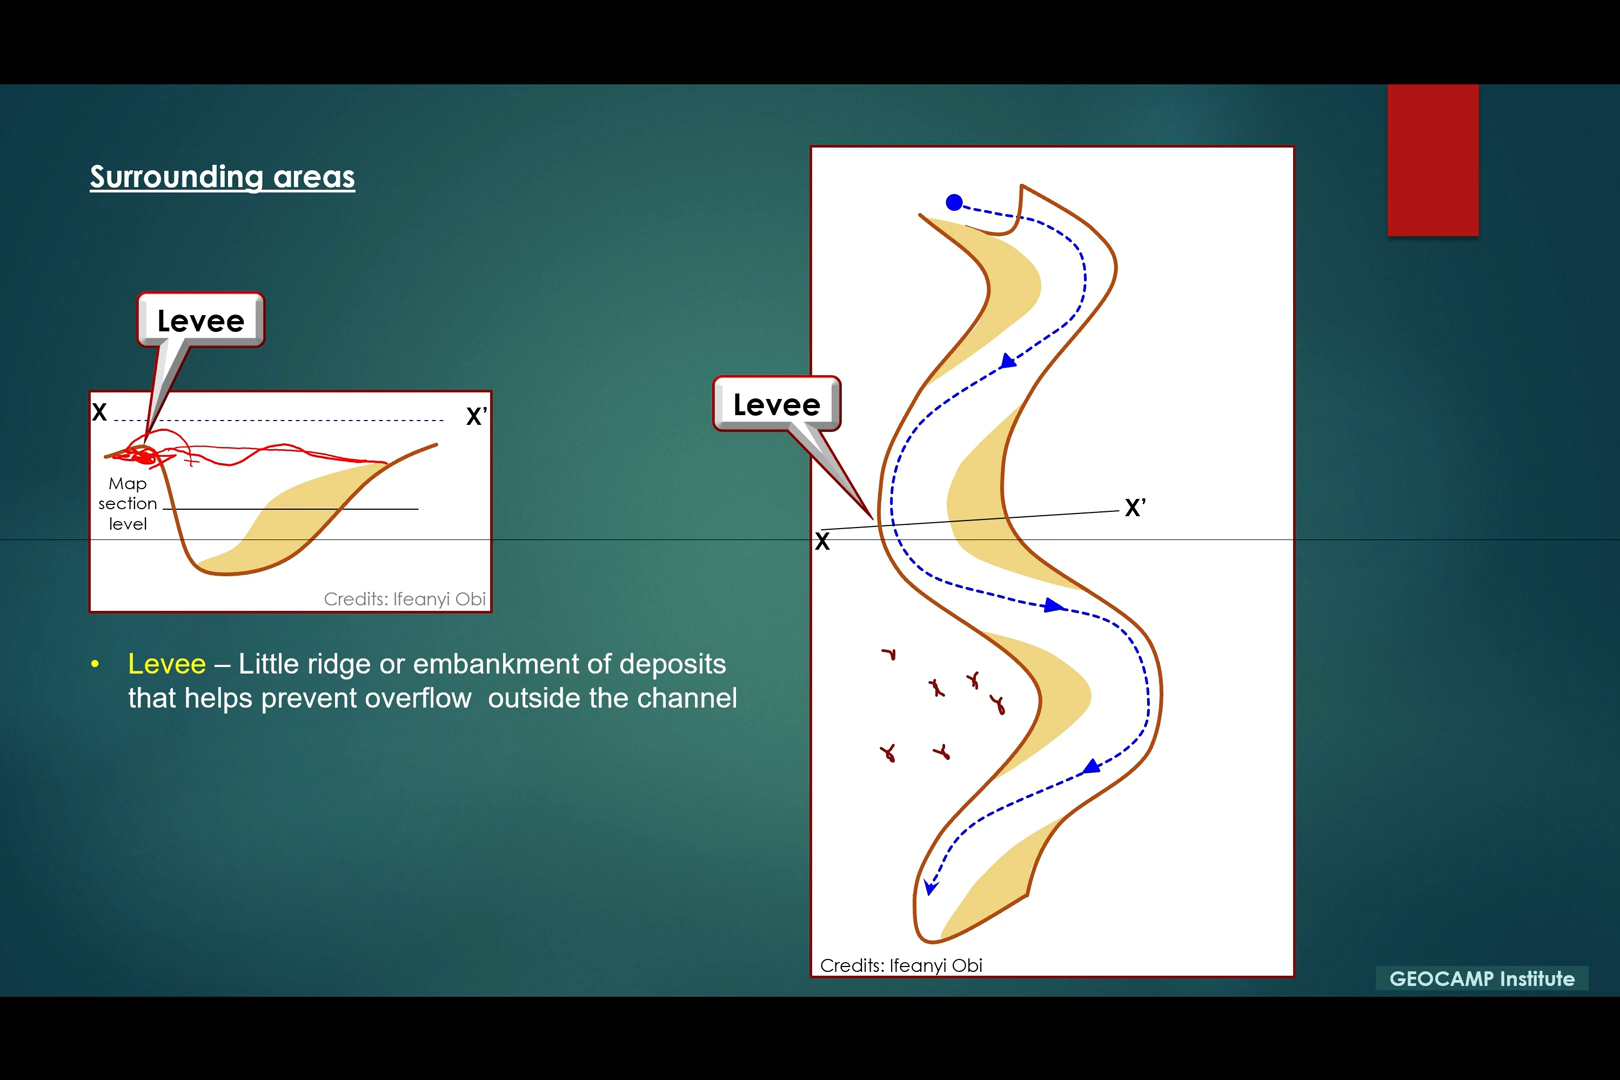 Surrounding areas
Levee
X
X’
Map
section
level
Credits: Ifeanyi Obi
• Levee – Little ridge or embankment of deposits
that helps prevent overflow outside the channel
Levee
X’
X
Credits: Ifeanyi Obi
GEOCAMP Institute